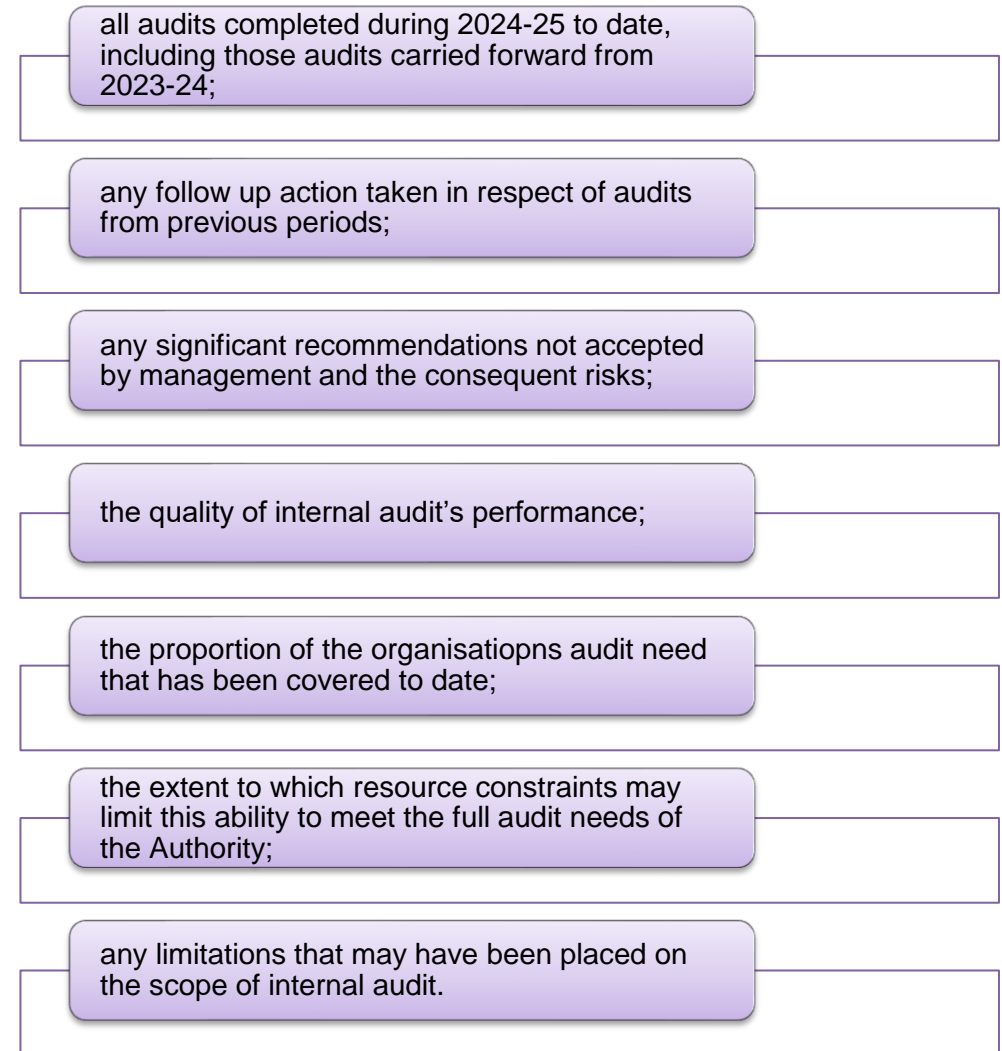 all audits completed during 2024-25 to date,
including those audits carried forward from
2023-24;
any follow up action taken in respect of audits
from previous periods;
any significant recommendations not accepted
by management and the consequent risks;
the quality of internal audit’s performance;
the proportion of the organisatiopns audit need
that has been covered to date;
the extent to which resource constraints may
limit this ability to meet the full audit needs of
the Authority;
any limitations that may have been placed on
the scope of internal audit.